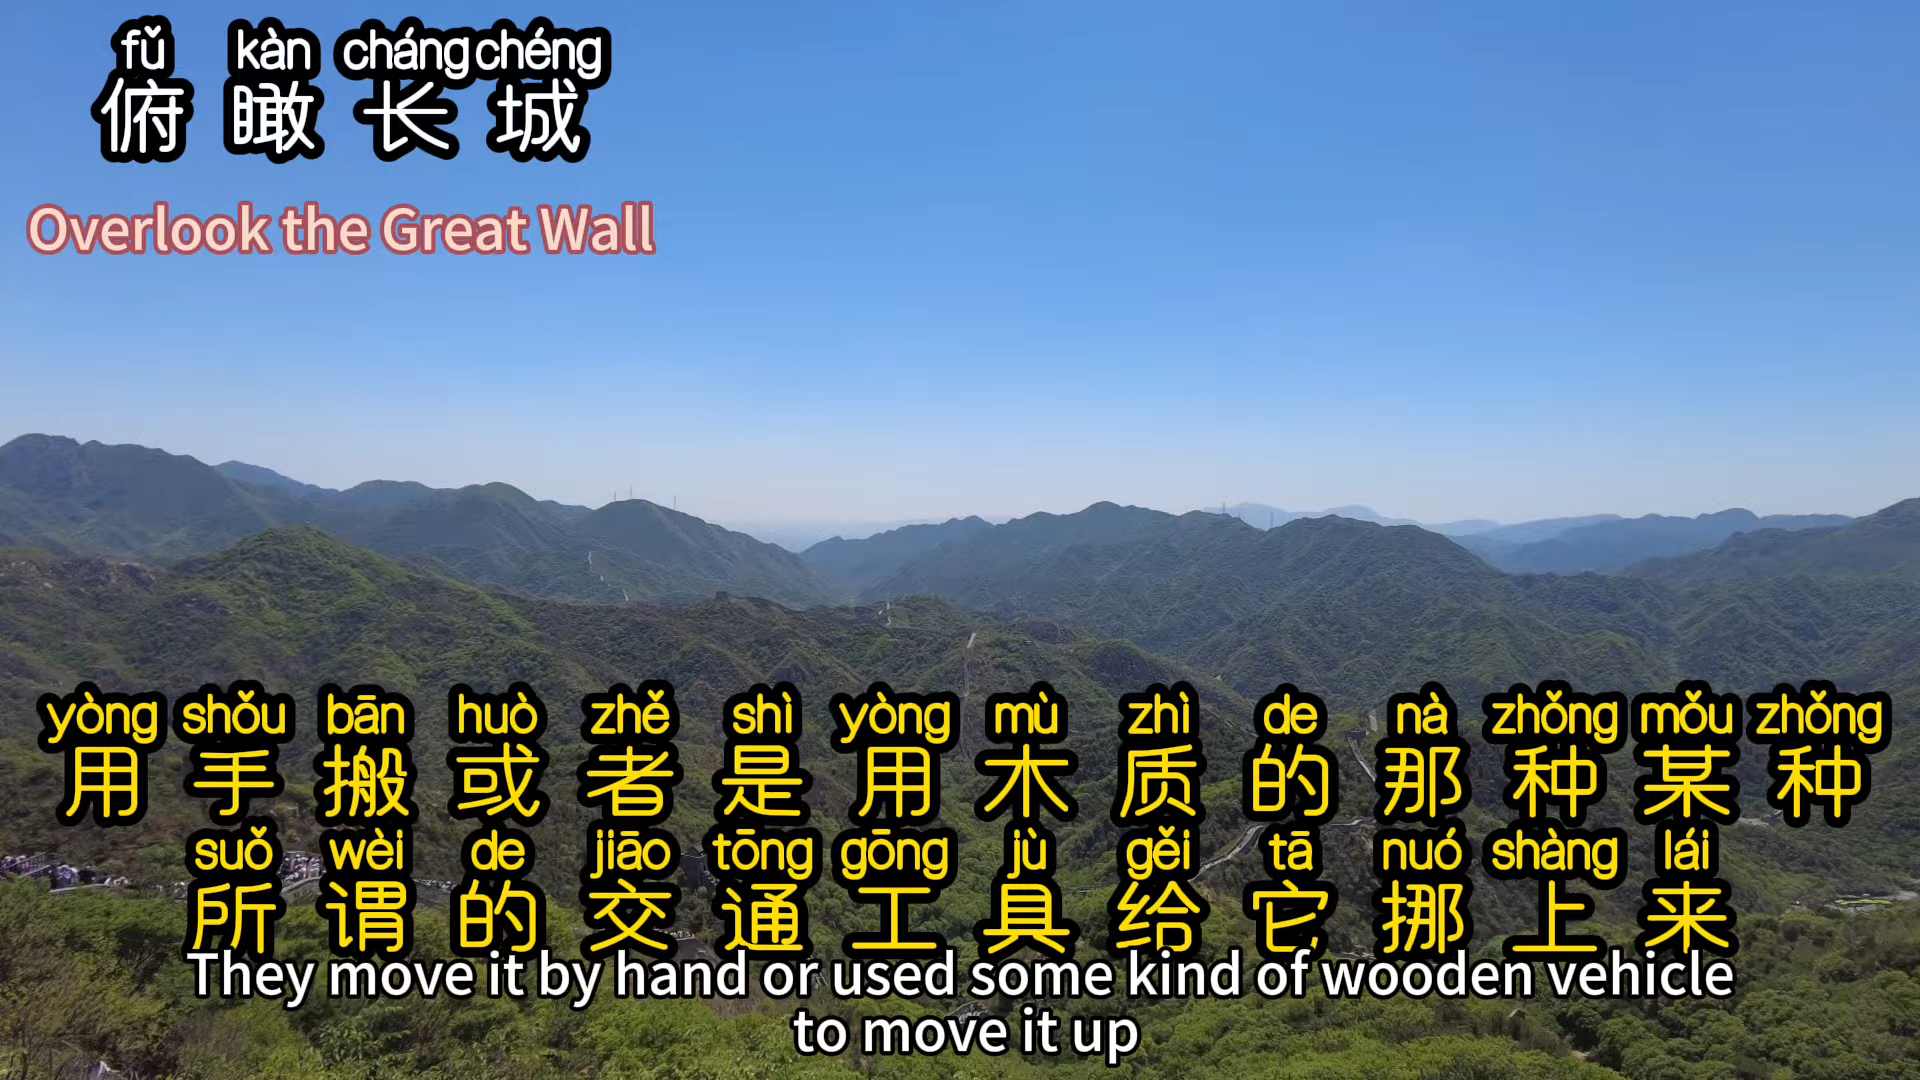 fǔ kàn cháng chéng
俯瞰长城
Overlook the Great Wall
yòng shǒu bān huò zhě shì yòng mù zhì de nà zhǒng mǒu zhǒng
用手搬或者是用木质的那种某种
suǒ wèi de jiāo tōng gōng jù gěi tā nuó shàng lái
所谓的交通工具给它挪上来
They move it by hand or used some kind of wooden vehicle
to move it up